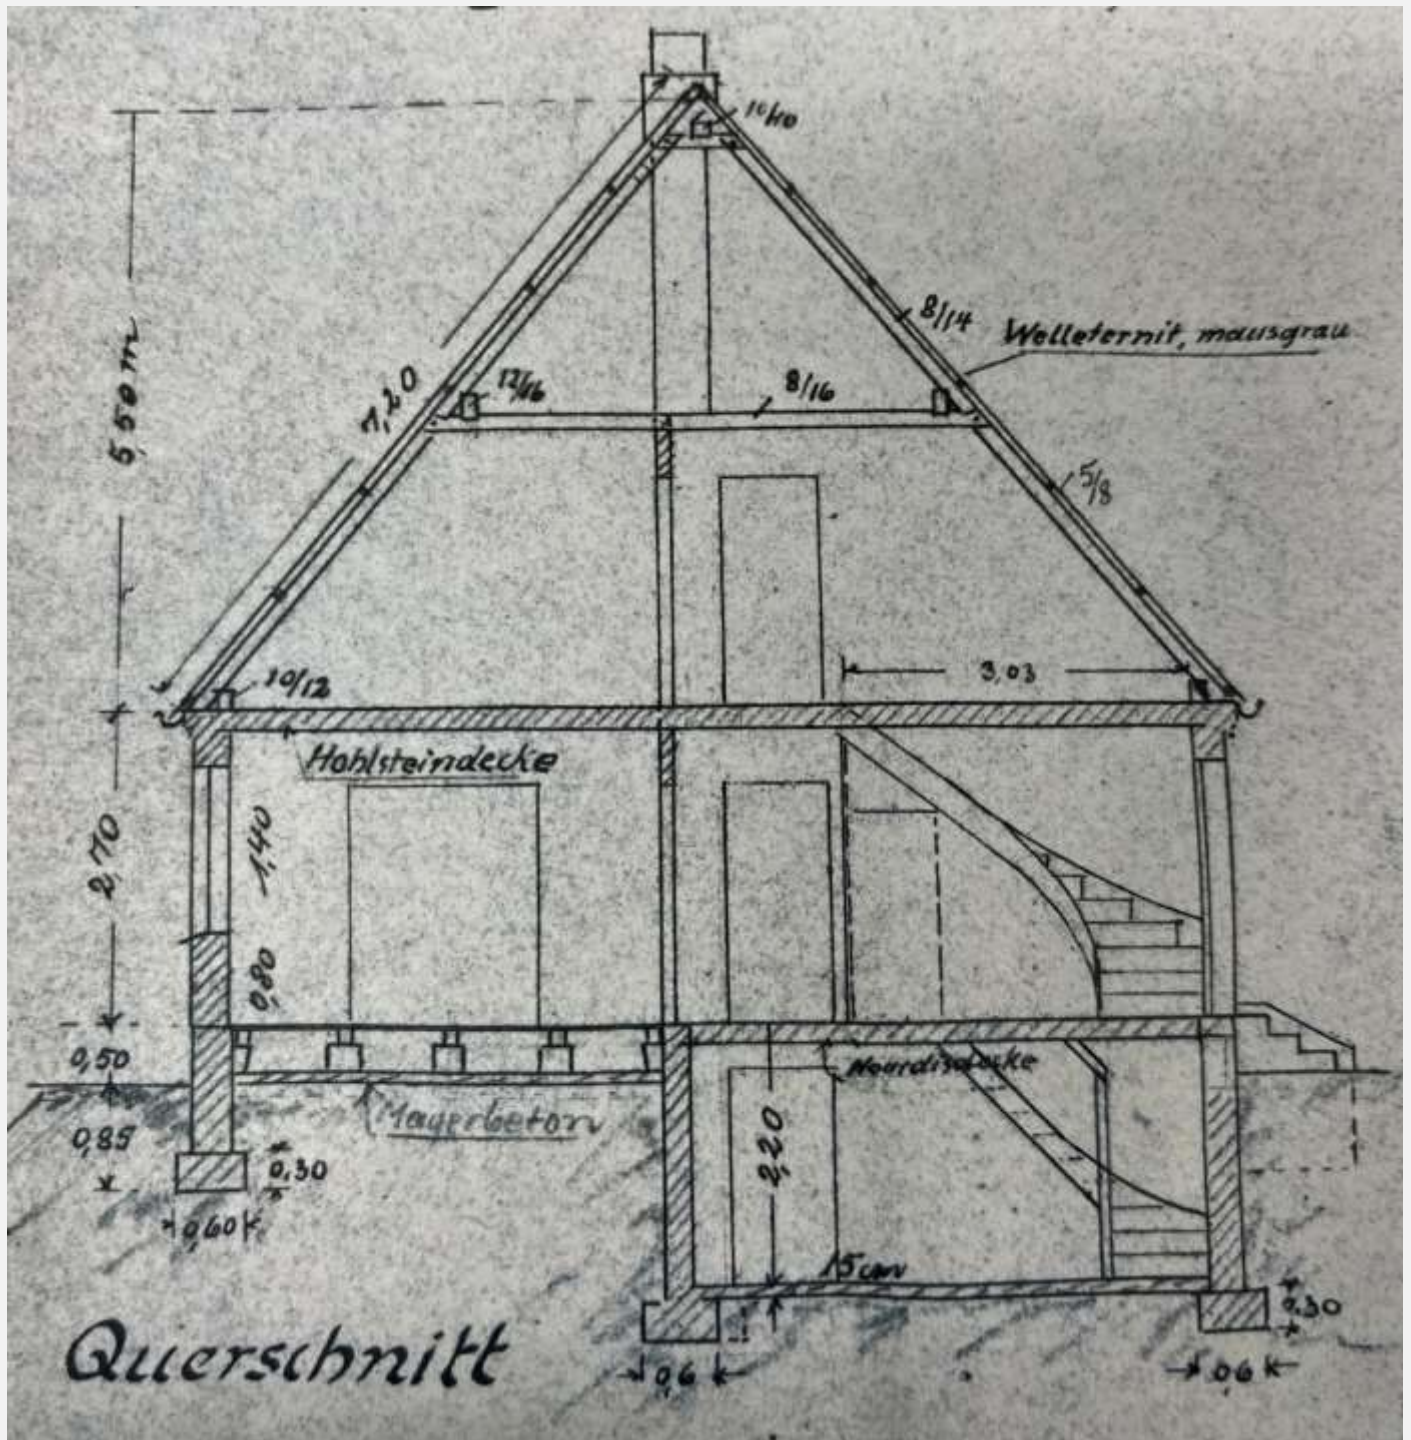 10/10
8/14
Welleternit, mausgrau
5,50 m
7,20
12/16
8/16
5/8
3,03
10/12
Hohlsteindecke
2,70
1,40
0,80
0,50
Hourdisdecke
Magerbeton
0,85
2,20
0,30
0,60
15 cm
0,30
Querschnitt
0,6
0,6